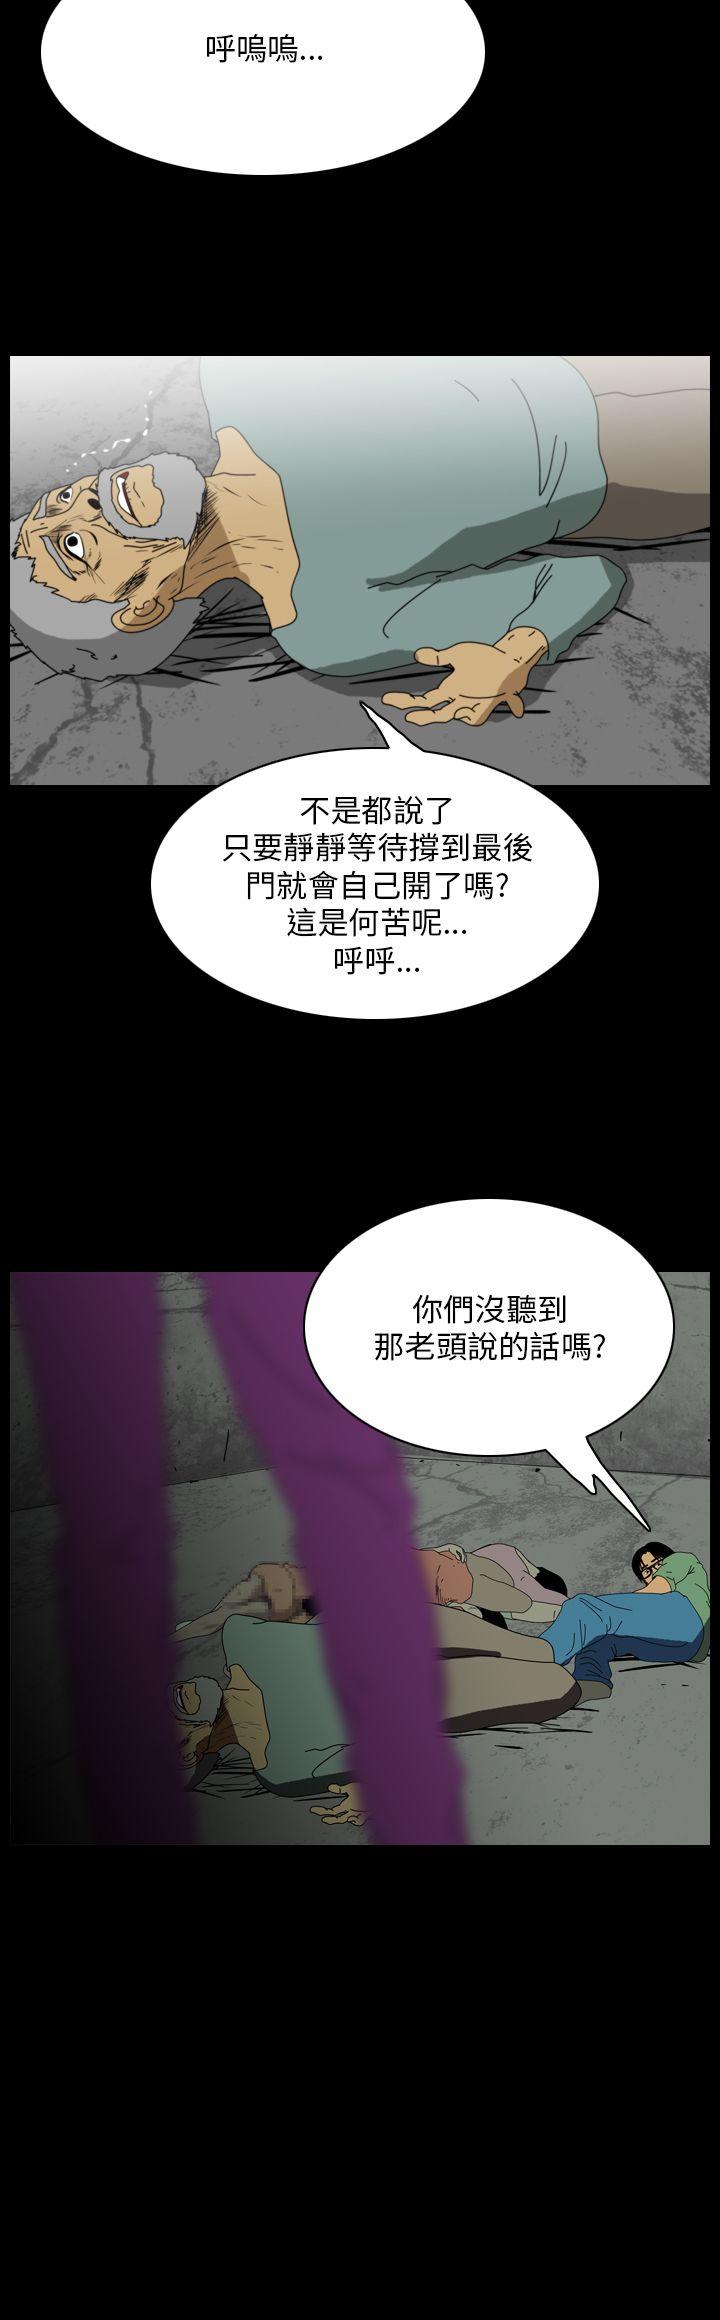 呼嗚嗚...
不是都說了
只要靜靜等待撐到最後
門就會自己開了嗎?
這是何苦呢...
呼呼...
你們沒聽到
那老頭說的話嗎?